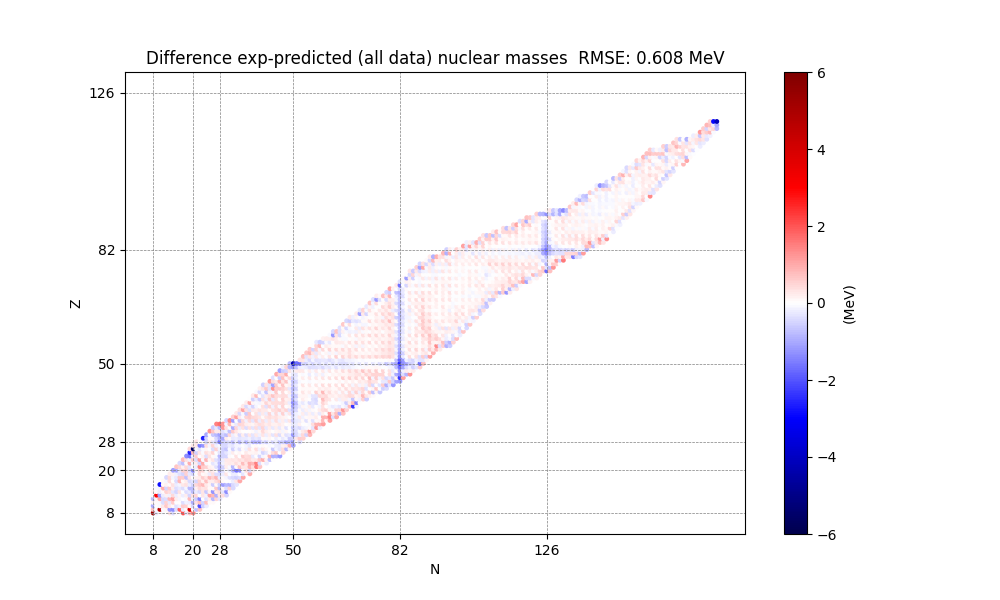 Difference exp-predicted (all data) nuclear masses  RMSE: 0.608 MeV
126
82
50
28
20
8
Z
8 20 28 50 82 126
N
6
4
2
0
−2
−4
−6
(MeV)